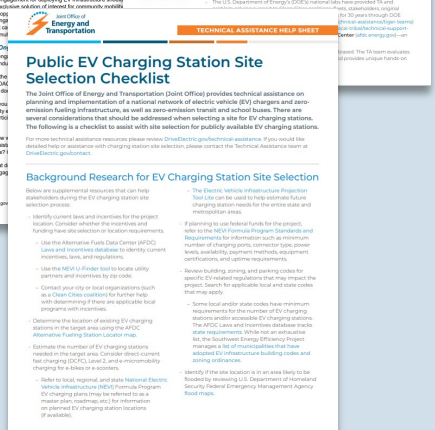 The U.S. Department of Energy's (DOE's) national labs have provided TA and
Joint Office of
Energy and
Transportation
TECHNICAL ASSISTANCE HELP SHEET
Public EV Charging Station Site
Selection Checklist
The Joint Office of Energy and Transportation (Joint Office) provides technical assistance on
planning and implementation of a national network of electric vehicle (EV) chargers and zero-
emission fueling infrastructure, as well as zero-emission transit and school buses. There are
several considerations that should be addressed when selecting a site for EV charging stations.
The following is a checklist to assist with site selection for publicly available EV charging stations.
For more technical assistance resources please review DriveElectric.gov/technical-assistance. If you would like
detailed help or assistance with charging station site selection, please contact the Technical Assistance team at
DriveElectric.gov/contact.
Background Research for EV Charging Station Site Selection
Below are supplemental resources that can help
stakeholders during the EV charging station site
selection process:
- Identify current laws and incentives for the project
location. Consider whether the incentives and
funding have site selection or location requirements.
- Use the Alternative Fuels Data Center (AFDC)
Laws and Incentives database to identify current
incentives, laws, and regulations.
- Use the NEVI U-Finder tool to locate utility
partners and incentives by zip code.
- Contact your city or local organizations (such
as a Clean Cities coalition) for further help
with determining if there are applicable local
programs with incentives.
- Determine the location of existing EV charging
stations in the target area using the AFDC
Alternative Fueling Station Locator map.
- Estimate the number of EV charging stations
needed in the target area. Consider direct-current
fast charging (DCFC), Level 2, and e-micromobility
charging for e-bikes or e-scooters.
- Refer to local, regional, and state National Electric
Vehicle Infrastructure (NEVI) Formula Program
EV charging plans (may be referred to as a
master plan, roadmap, etc.) for information
on planned EV charging station locations
(if available).
- The Electric Vehicle Infrastructure Projection
Tool Lite can be used to help estimate future
charging station needs for the entire state and
metropolitan areas.
- If planning to use federal funds for the project,
refer to the NEVI Formula Program Standards and
Requirements for information such as minimum
number of charging ports, connector type, power
levels, availability, payment methods, equipment
certifications, and uptime requirements.
- Review building, zoning, and parking codes for
specific EV-related regulations that may impact the
project. Search for applicable local and state codes
that may apply.
- Some local and/or state codes have minimum
requirements for the number of EV charging
stations and/or accessible EV charging stations.
The AFDC Laws and Incentives database tracks
state requirements. While not an exhaustive
list, the Southwest Energy Efficiency Project
manages a list of municipalities that have
adopted EV infrastructure building codes and
zoning ordinances.
- Identify if the site location is in an area likely to be
flooded by reviewing U.S. Department of Homeland
Security Federal Emergency Management Agency
flood maps.